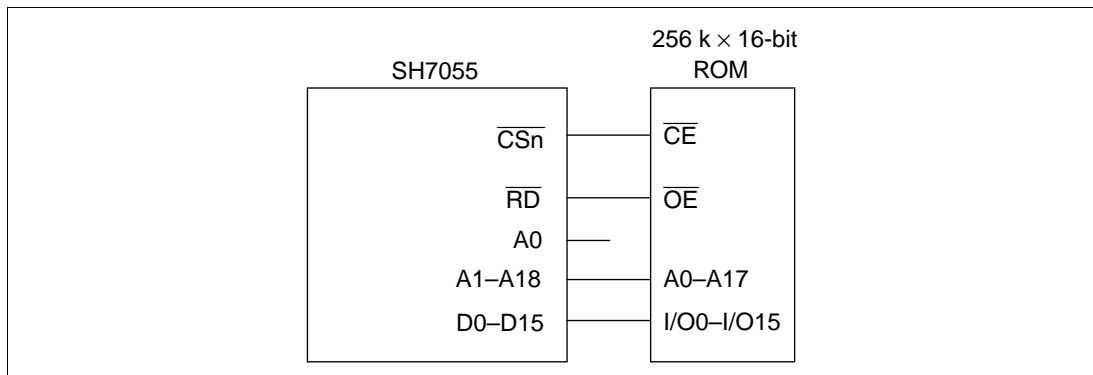 256 k × 16-bit
SH7055 ROM
CSn CE
RD OE
A0
A1–A18 A0–A17
D0–D15 I/O0–I/O15